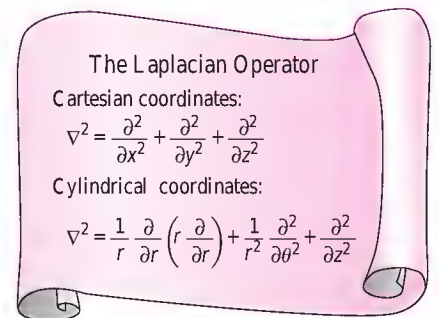 The Laplacian Operator
Cartesian coordinates:
∇² = ∂²/∂x² + ∂²/∂y² + ∂²/∂z²
Cylindrical coordinates:
∇² = 1/r ∂/∂r (r ∂/∂r) + 1/r² ∂²/∂θ² + ∂²/∂z²